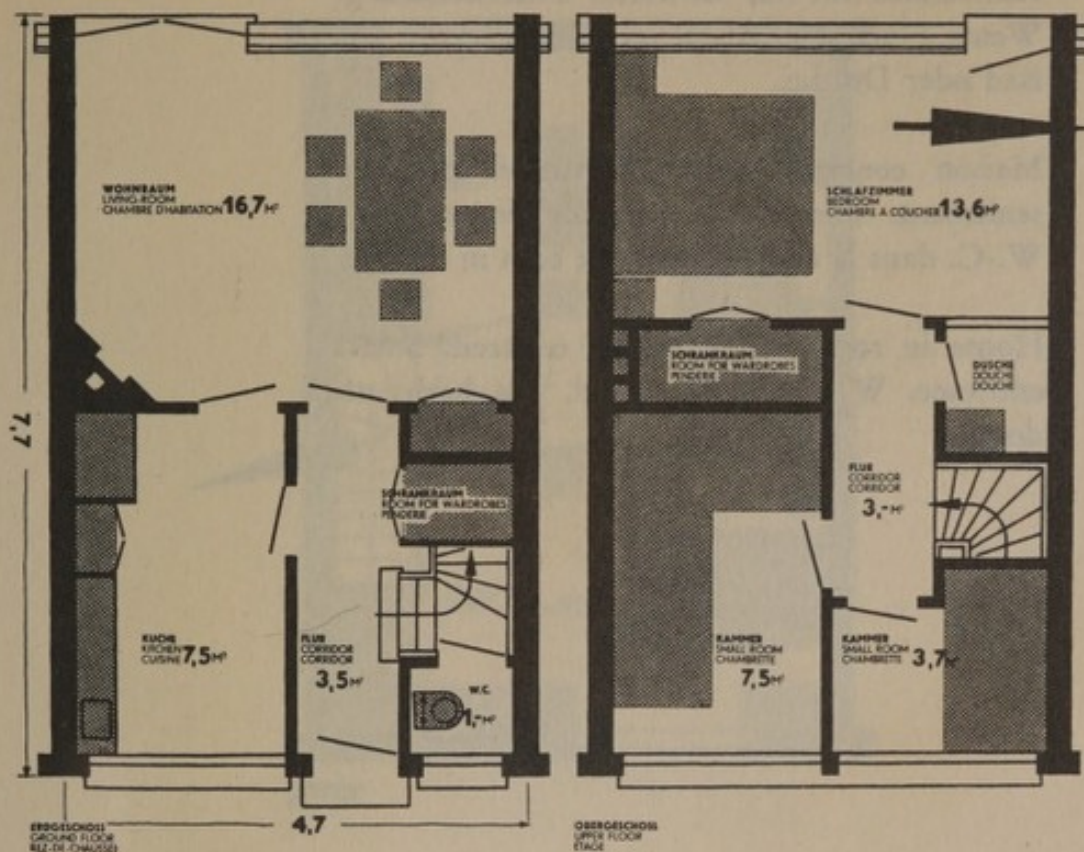 WOHNRAUM
LIVING-ROOM
CHAMBRE D'HABITATION 16,7 M²
SCHLAFZIMMER
BEDROOM
CHAMBRE A COUCHER 13,6 M²
SCHRANKRAUM
ROOM FOR WARDROBES
PENDERIE
DUSCHE
DOUCHE
DOUCHE
7,7
SCHRANKRAUM
ROOM FOR WARDROBES
PENDERIE
FLUR
CORRIDOR
CORRIDOR
3,- M²
KUCHE
KITCHEN
CUISINE 7,5 M²
FLUR
CORRIDOR
CORRIDOR
3,5 M²
W.C.
1,- M²
KAMMER
SMALL ROOM
CHAMBRETTE
7,5 M²
KAMMER
SMALL ROOM
CHAMBRETTE 3,7 M²
4,7
ERDGESCHOSS
GROUND FLOOR
REZ-DE-CHAUSSÉE
OBERGESCHOSS
UPPER FLOOR
ETAGE